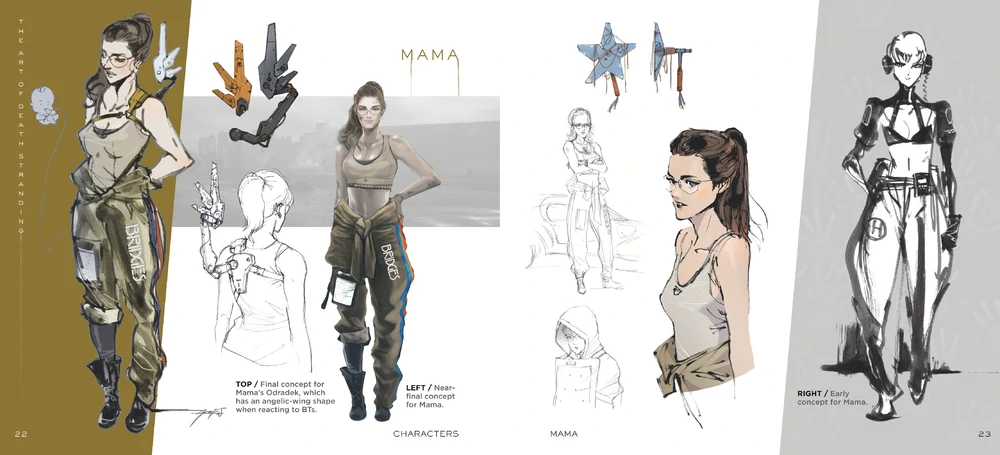 THE ART OF DEATH STRANDING
MAMA
BRIDGES
BRIDGES
TOP / Final concept for
Mama's Odradek, which
has an angelic-wing shape
when reacting to BTs.
LEFT / Near-
final concept
for Mama.
22
CHARACTERS
MAMA
RIGHT / Early
concept for Mama.
23